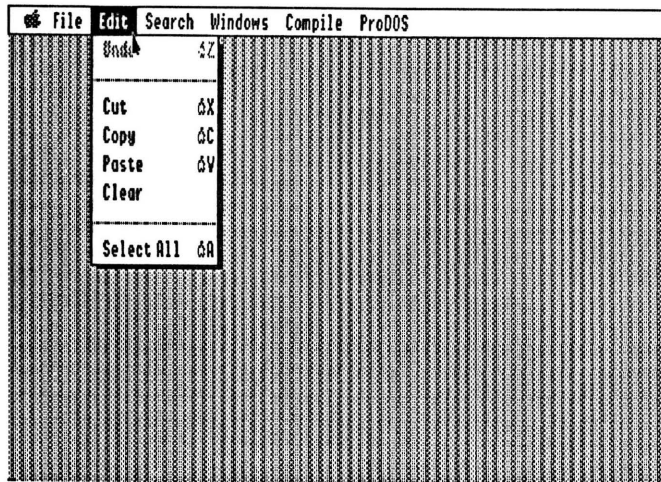 File Edit Search Windows Compile ProDOS
Undo Z
Cut X
Copy C
Paste V
Clear
Select All A